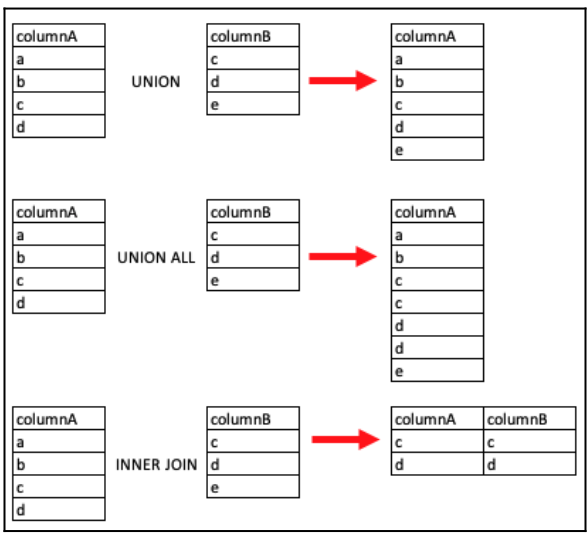 columnA columnB columnA
a c a
b UNION d b
c e c
d d
e
columnA columnB columnA
a c a
b UNION ALL d b
c e c
d c
d
d
e
columnA columnB columnA columnB
a c c c
b INNER JOIN d d d
c e
d